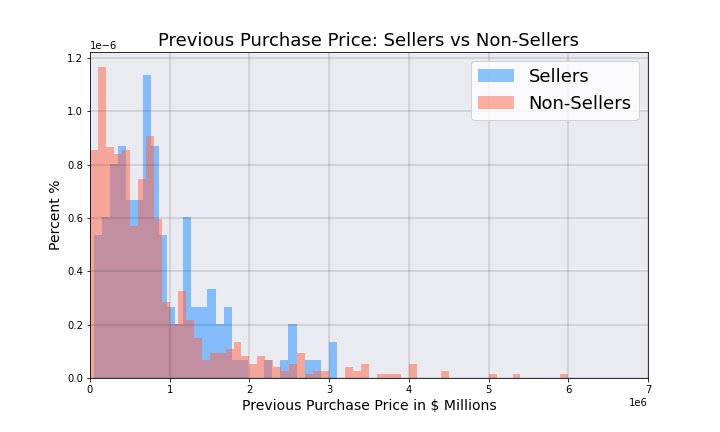 Previous Purchase Price: Sellers vs Non-Sellers
1e−6
1.2
1.0
0.8
0.6
0.4
0.2
0.0
Percent %
Sellers
Non-Sellers
0 1 2 3 4 5 6 7
1e6
Previous Purchase Price in $ Millions